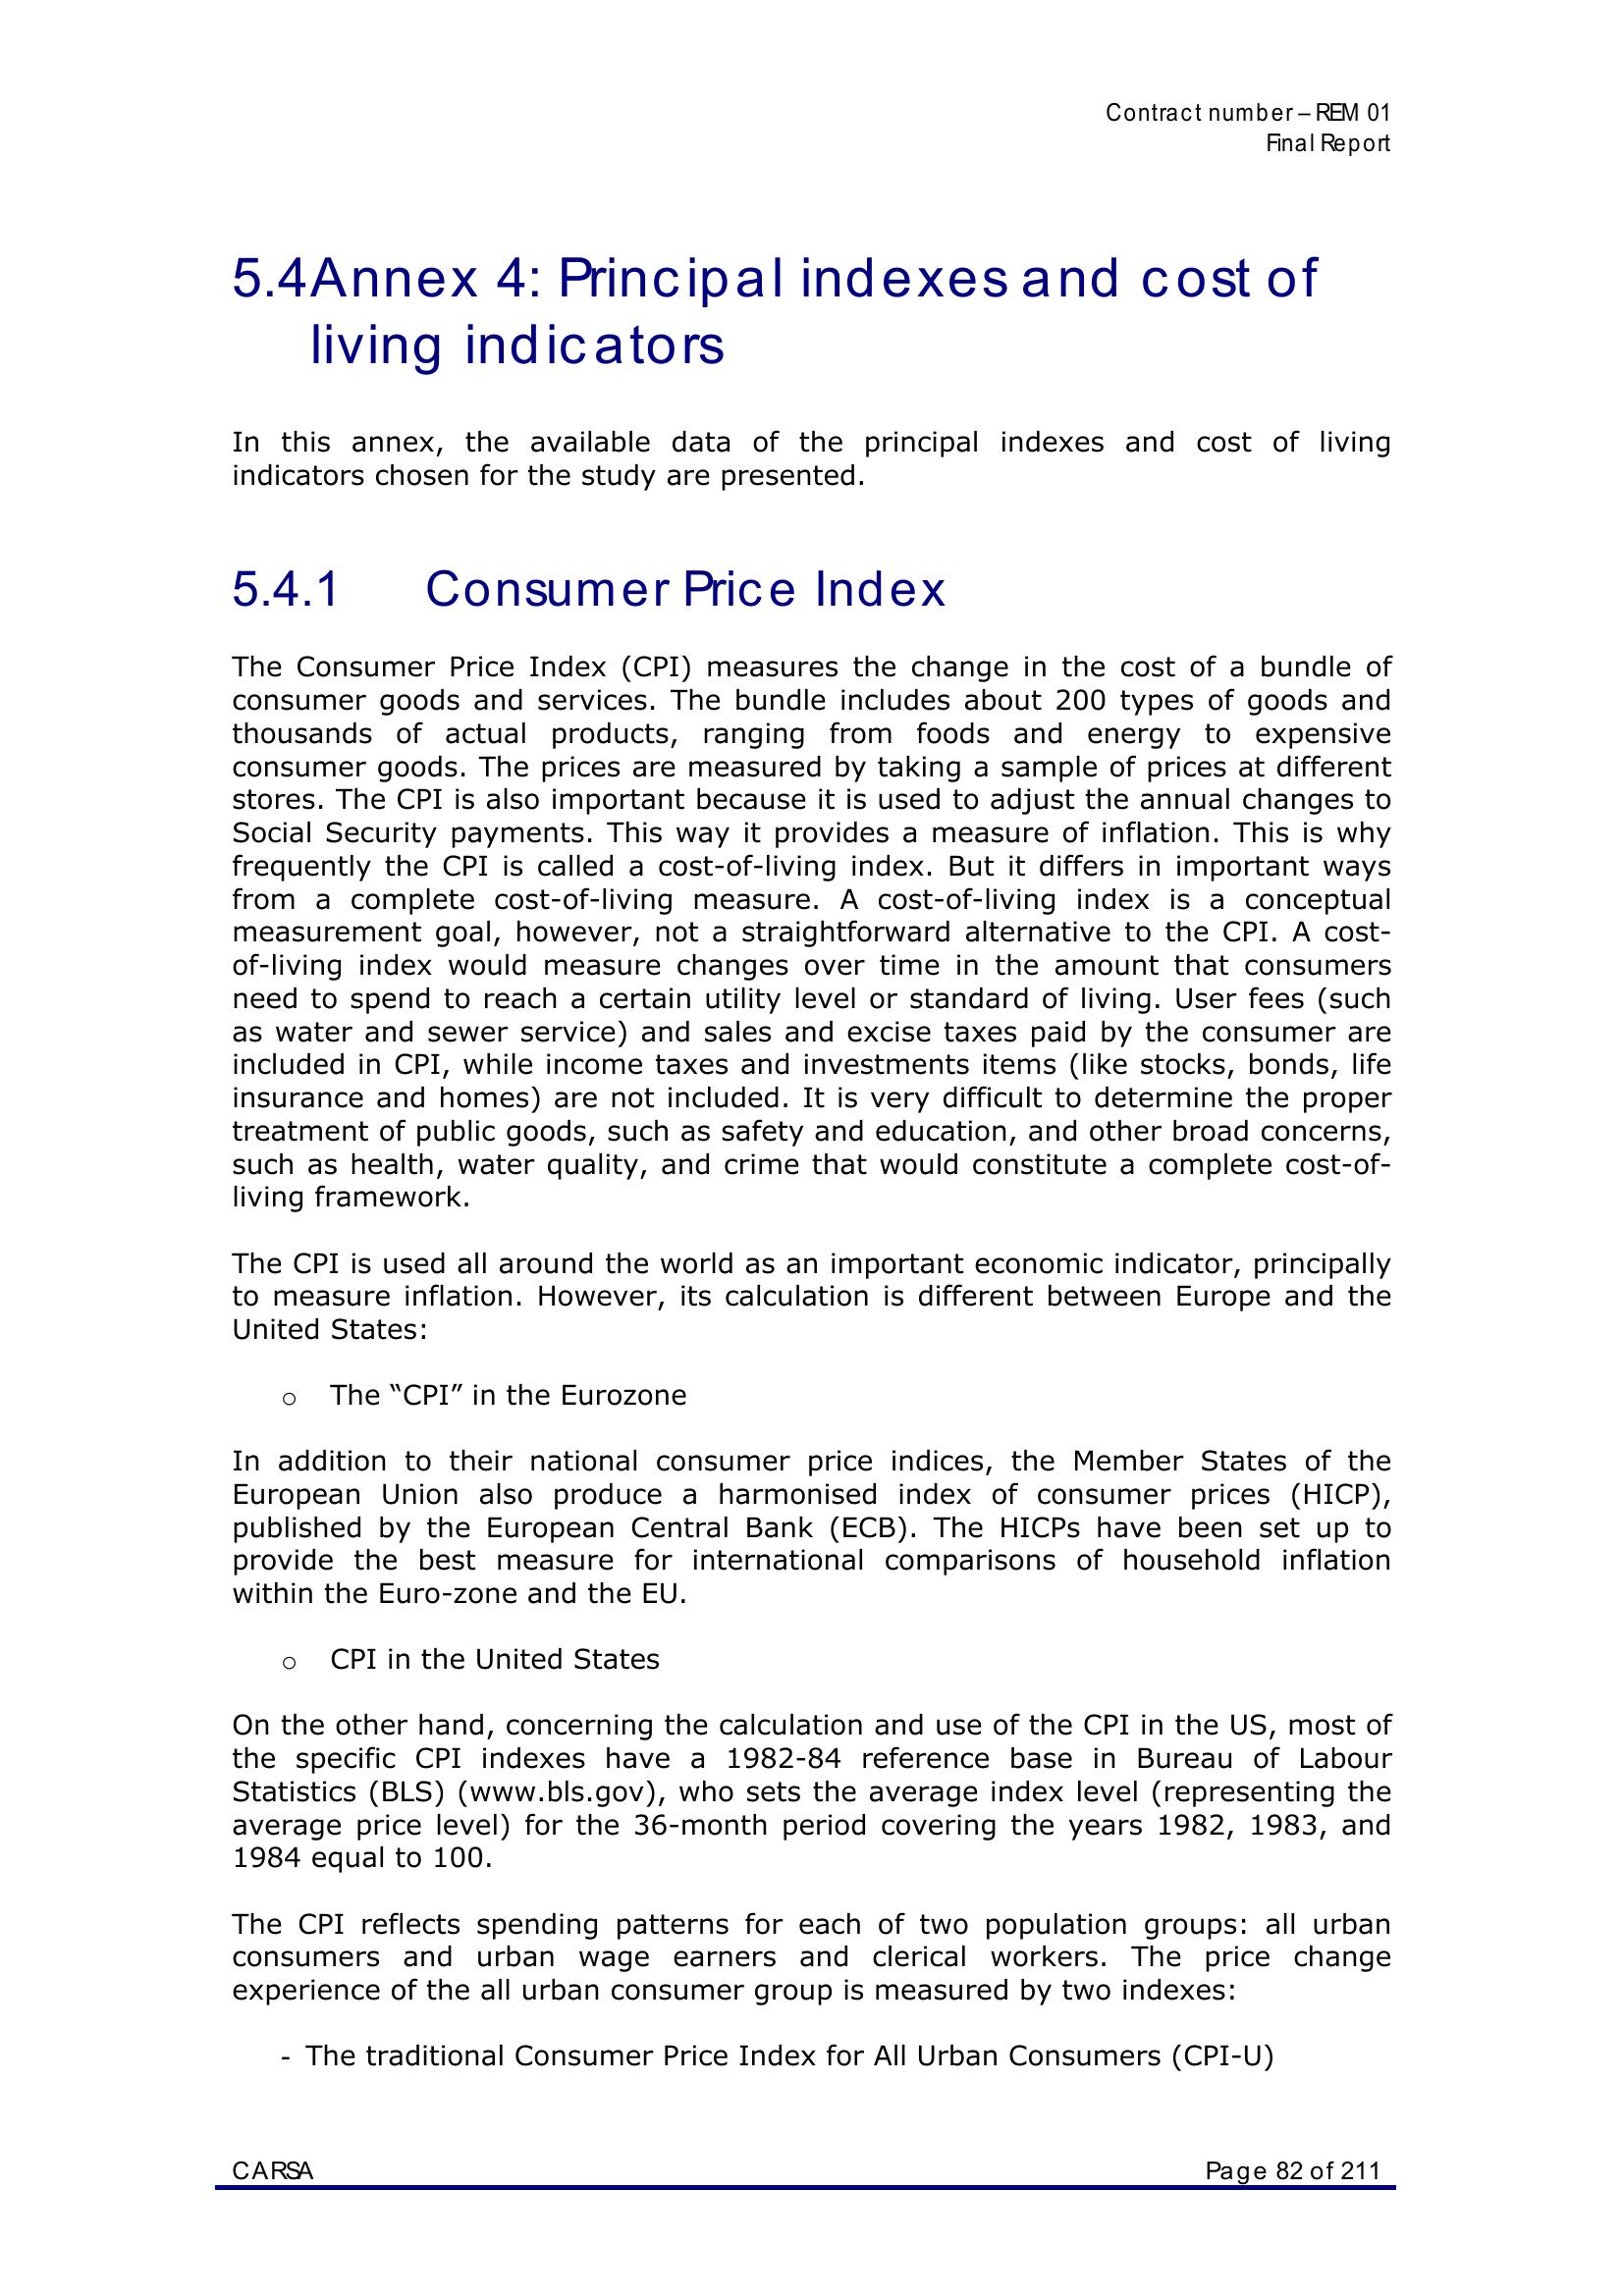 Contract number – REM 01
Final Report
5.4Annex 4: Principal indexes and cost of
living indicators
In this annex, the available data of the principal indexes and cost of living
indicators chosen for the study are presented.
5.4.1 Consumer Price Index
The Consumer Price Index (CPI) measures the change in the cost of a bundle of
consumer goods and services. The bundle includes about 200 types of goods and
thousands of actual products, ranging from foods and energy to expensive
consumer goods. The prices are measured by taking a sample of prices at different
stores. The CPI is also important because it is used to adjust the annual changes to
Social Security payments. This way it provides a measure of inflation. This is why
frequently the CPI is called a cost-of-living index. But it differs in important ways
from a complete cost-of-living measure. A cost-of-living index is a conceptual
measurement goal, however, not a straightforward alternative to the CPI. A cost-
of-living index would measure changes over time in the amount that consumers
need to spend to reach a certain utility level or standard of living. User fees (such
as water and sewer service) and sales and excise taxes paid by the consumer are
included in CPI, while income taxes and investments items (like stocks, bonds, life
insurance and homes) are not included. It is very difficult to determine the proper
treatment of public goods, such as safety and education, and other broad concerns,
such as health, water quality, and crime that would constitute a complete cost-of-
living framework.
The CPI is used all around the world as an important economic indicator, principally
to measure inflation. However, its calculation is different between Europe and the
United States:
o The “CPI” in the Eurozone
In addition to their national consumer price indices, the Member States of the
European Union also produce a harmonised index of consumer prices (HICP),
published by the European Central Bank (ECB). The HICPs have been set up to
provide the best measure for international comparisons of household inflation
within the Euro-zone and the EU.
o CPI in the United States
On the other hand, concerning the calculation and use of the CPI in the US, most of
the specific CPI indexes have a 1982-84 reference base in Bureau of Labour
Statistics (BLS) (www.bls.gov), who sets the average index level (representing the
average price level) for the 36-month period covering the years 1982, 1983, and
1984 equal to 100.
The CPI reflects spending patterns for each of two population groups: all urban
consumers and urban wage earners and clerical workers. The price change
experience of the all urban consumer group is measured by two indexes:
- The traditional Consumer Price Index for All Urban Consumers (CPI-U)
CARSA Page 82 of 211